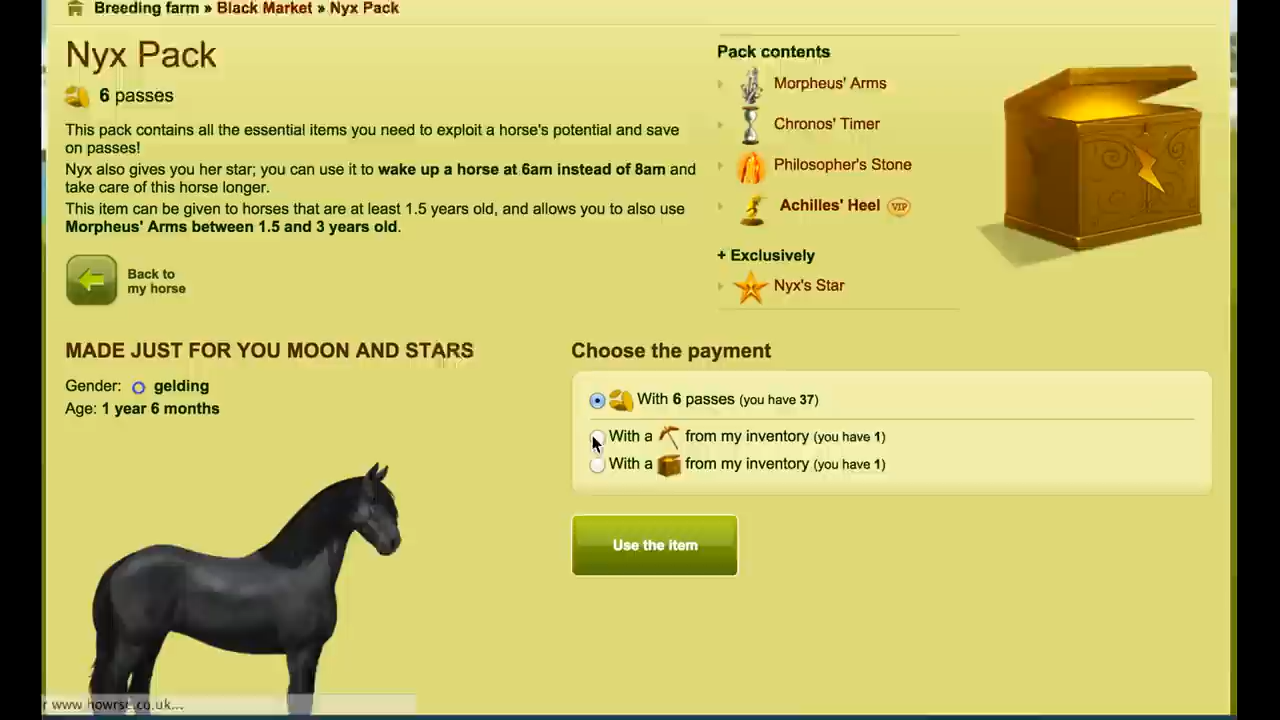 Breeding farm » Black Market » Nyx Pack
Nyx Pack
6 passes
This pack contains all the essential items you need to exploit a horse's potential and save
on passes!
Nyx also gives you her star; you can use it to wake up a horse at 6am instead of 8am and
take care of this horse longer.
This item can be given to horses that are at least 1.5 years old, and allows you to also use
Morpheus' Arms between 1.5 and 3 years old.
Back to
my horse
Pack contents
Morpheus' Arms
Chronos' Timer
Philosopher's Stone
Achilles' Heel VIP
+ Exclusively
Nyx's Star
MADE JUST FOR YOU MOON AND STARS
Gender: gelding
Age: 1 year 6 months
Choose the payment
With 6 passes (you have 37)
With a from my inventory (you have 1)
With a from my inventory (you have 1)
Use the item